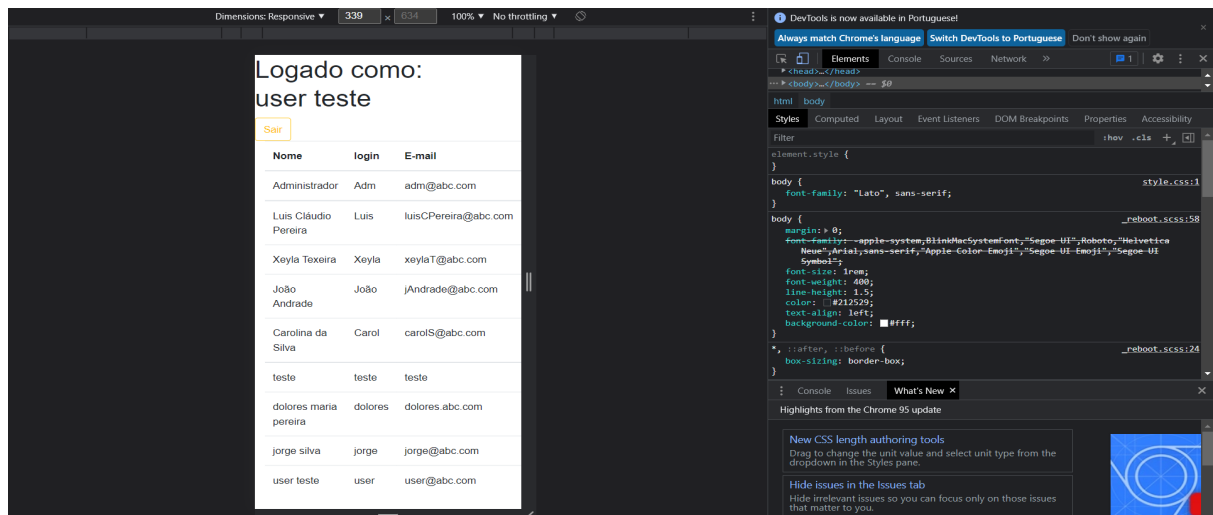 Dimensions: Responsive ▼ 339 × 634 100% ▼ No throttling ▼
Logado como:
user teste
Sair
Nome login E-mail
Administrador Adm adm@abc.com
Luis Cláudio Pereira Luis luisCPereira@abc.com
Xeyla Texeira Xeyla xeylaT@abc.com
João Andrade João jAndrade@abc.com
Carolina da Silva Carol carolS@abc.com
teste teste teste
dolores maria pereira dolores dolores.abc.com
jorge silva jorge jorge@abc.com
user teste user user@abc.com
DevTools is now available in Portuguese!
Always match Chrome's language Switch DevTools to Portuguese Don't show again
Elements Console Sources Network » 1
<head>…</head>
••• <body>…</body> == $0
html body
Styles Computed Layout Event Listeners DOM Breakpoints Properties Accessibility
Filter :hov .cls +
element.style {
}
body { style.css:1
font-family: "Lato", sans-serif;
}
body { _reboot.scss:58
margin: 0;
font-family: -apple-system,BlinkMacSystemFont,"Segoe UI",Roboto,"Helvetica
Neue",Arial,sans-serif,"Apple Color Emoji","Segoe UI Emoji","Segoe UI
Symbol";
font-size: 1rem;
font-weight: 400;
line-height: 1.5;
color: #212529;
text-align: left;
background-color: #fff;
}
*, ::after, ::before { _reboot.scss:24
box-sizing: border-box;
}
Console Issues What's New ×
Highlights from the Chrome 95 update
New CSS length authoring tools
Drag to change the unit value and select unit type from the
dropdown in the Styles pane.
Hide issues in the Issues tab
Hide irrelevant issues so you can focus only on those issues
that matter to you.